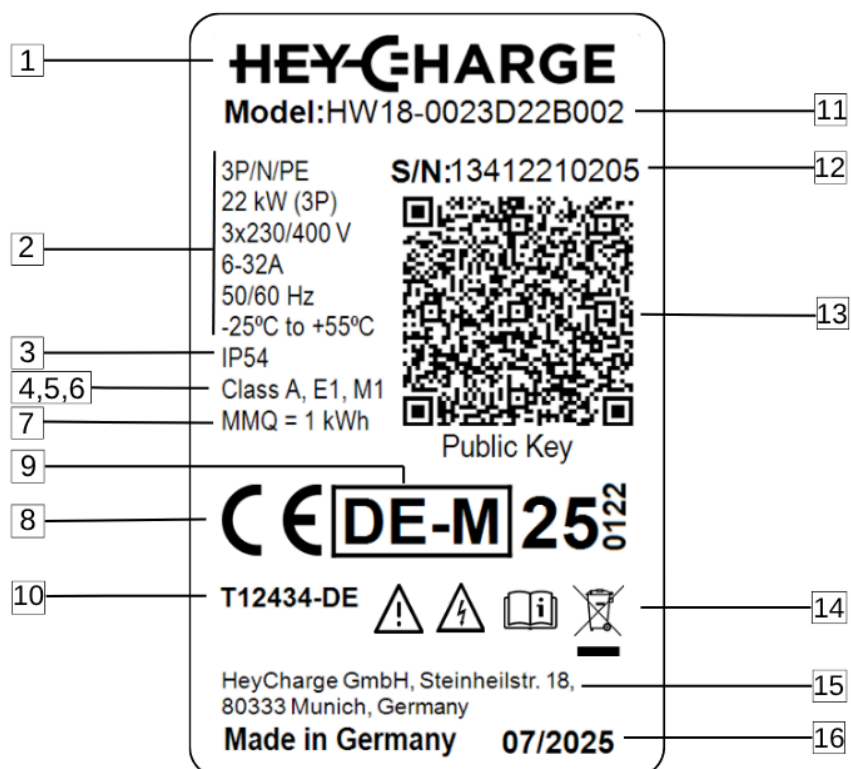 1
HEYCHARGE
Model:HW18-0023D22B002
11
3P/N/PE
S/N:13412210205
12
22 kW (3P)
2
3x230/400 V
6-32A
50/60 Hz
13
-25ºC to +55ºC
3
IP54
4,5,6
Class A, E1, M1
7
MMQ = 1 kWh
Public Key
9
8
CE DE-M 25 0122
10
T12434-DE
14
HeyCharge GmbH, Steinheilstr. 18,
15
80333 Munich, Germany
Made in Germany 07/2025
16